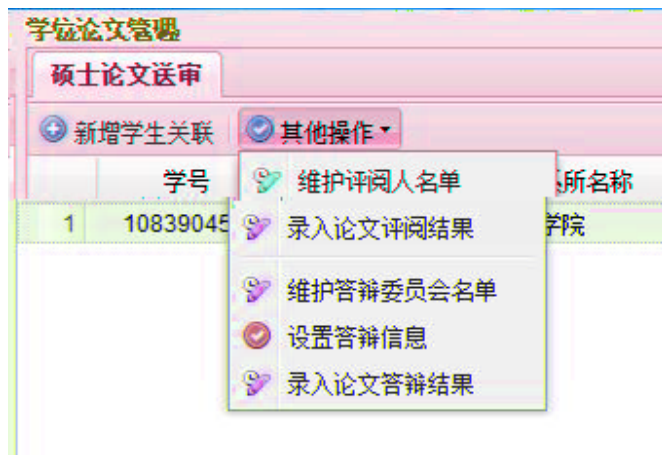 学位论文管理
硕士论文送审
新增学生关联 其他操作
学号 所名称
维护评阅人名单
1 10839045 学院
录入论文评阅结果
维护答辩委员会名单
设置答辩信息
录入论文答辩结果